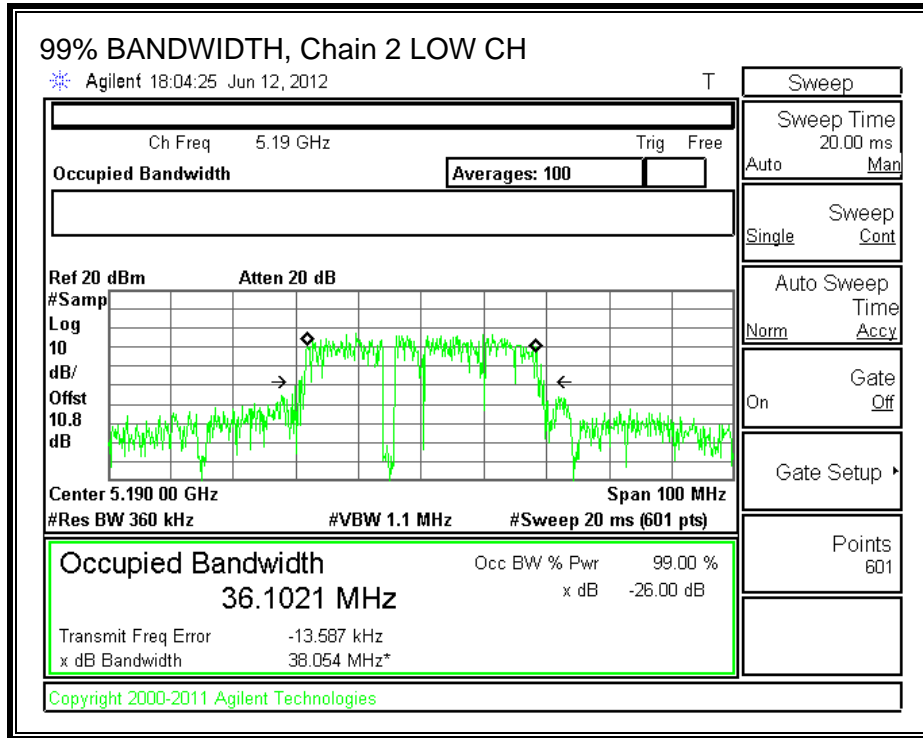 99% BANDWIDTH, Chain 2 LOW CH
Agilent 18:04:25 Jun 12, 2012 T
Ch Freq 5.19 GHz Trig Free
Occupied Bandwidth Averages: 100
Ref 20 dBm Atten 20 dB
#Samp
Log
10
dB/
Offst
10.8
dB
Center 5.190 00 GHz Span 100 MHz
#Res BW 360 kHz #VBW 1.1 MHz #Sweep 20 ms (601 pts)
Occupied Bandwidth Occ BW % Pwr 99.00 %
36.1021 MHz x dB -26.00 dB
Transmit Freq Error -13.587 kHz
x dB Bandwidth 38.054 MHz*
Copyright 2000-2011 Agilent Technologies
Sweep
Sweep Time
20.00 ms
Auto Man
Sweep
Single Cont
Auto Sweep
Time
Norm Accy
Gate
On Off
Gate Setup
Points
601